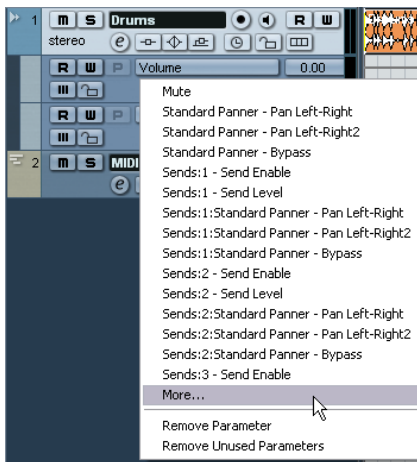 1 M S Drums R W
stereo e
R W P Volume 0.00
Mute
Standard Panner - Pan Left-Right
R W P
Standard Panner - Pan Left-Right2
Standard Panner - Bypass
2 M S MIDI
Sends:1 - Send Enable
e
Sends:1 - Send Level
Sends:1:Standard Panner - Pan Left-Right
Sends:1:Standard Panner - Pan Left-Right2
Sends:1:Standard Panner - Bypass
Sends:2 - Send Enable
Sends:2 - Send Level
Sends:2:Standard Panner - Pan Left-Right
Sends:2:Standard Panner - Pan Left-Right2
Sends:2:Standard Panner - Bypass
Sends:3 - Send Enable
More...
Remove Parameter
Remove Unused Parameters